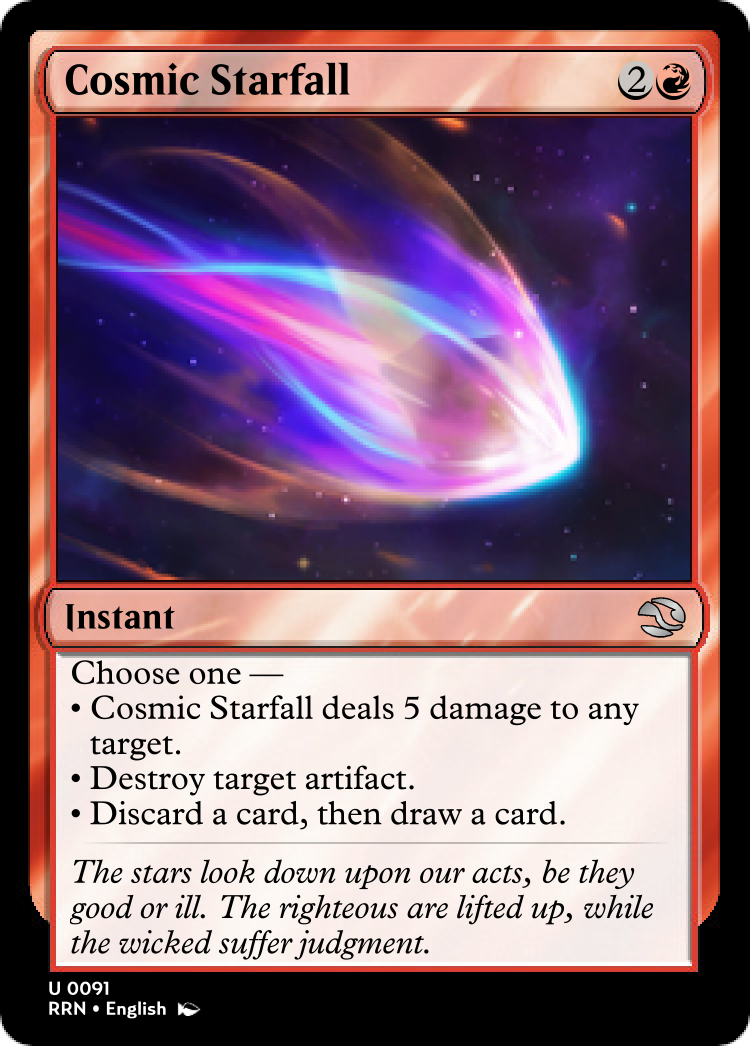 Cosmic Starfall 2
Instant
Choose one —
• Cosmic Starfall deals 5 damage to any
target.
• Destroy target artifact.
• Discard a card, then draw a card.
The stars look down upon our acts, be they
good or ill. The righteous are lifted up, while
the wicked suffer judgment.
U 0091
RRN • English